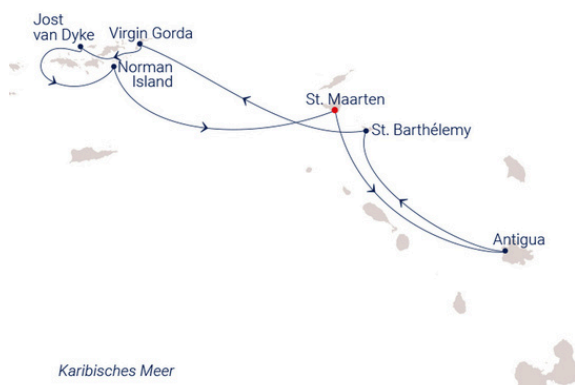 Jost
van Dyke
Virgin Gorda
Norman
Island
St. Maarten
St. Barthélemy
Antigua
Karibisches Meer